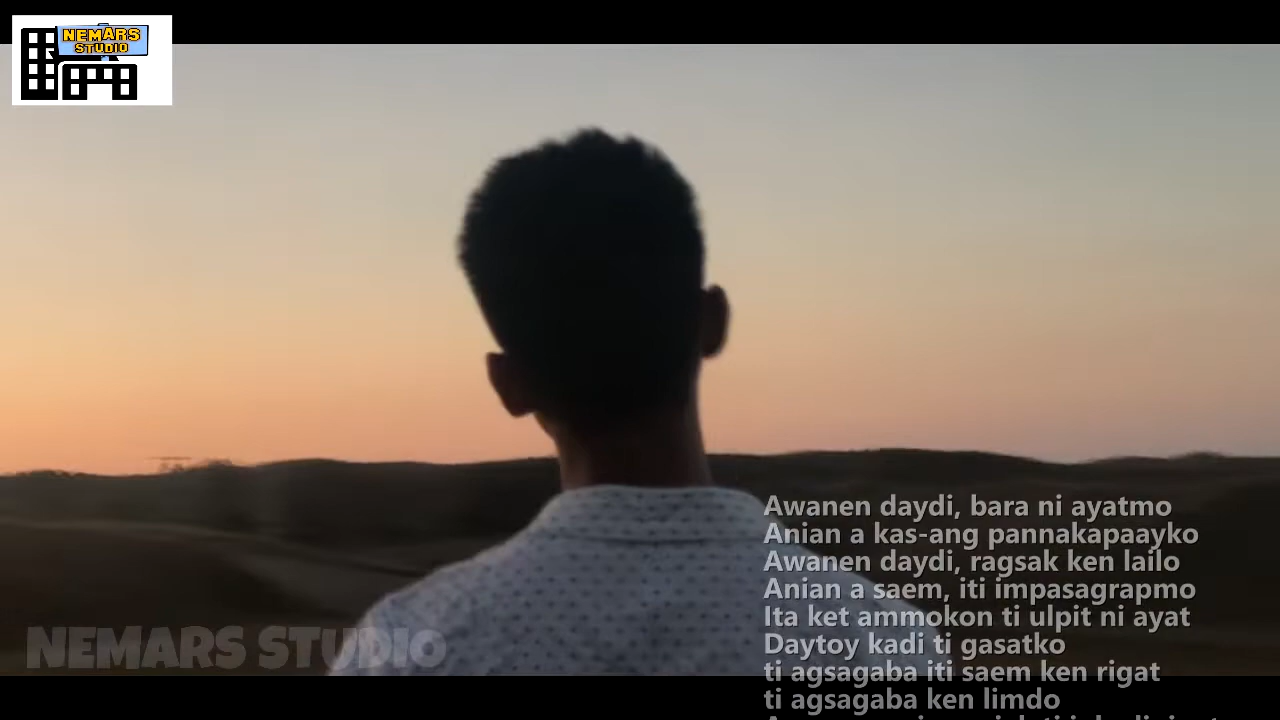 NEMARS
STUDIO
Awanen daydi, bara ni ayatmo
Anian a kas-ang pannakapaayko
Awanen daydi, ragsak ken lailo
Anian a saem, iti impasagrapmo
Ita ket ammokon ti ulpit ni ayat
Daytoy kadi ti gasatko
ti agsagaba iti saem ken rigat
ti agsagaba ken limdo
NEMARS STUDIO